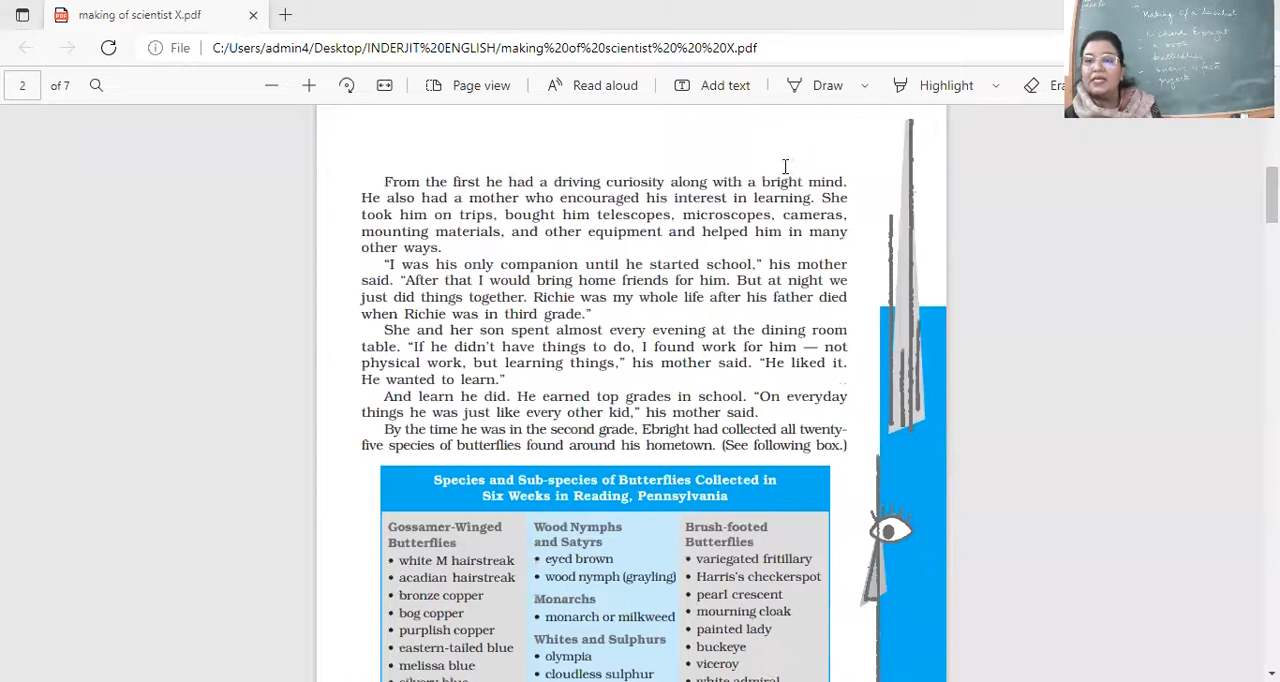 making of scientist X.pdf
File C:/Users/admin4/Desktop/INDERJIT%20ENGLISH/making%20of%20scientist%20%20%20X.pdf
2 of 7 Page view Read aloud Add text Draw Highlight Era
From the first he had a driving curiosity along with a bright mind.
He also had a mother who encouraged his interest in learning. She
took him on trips, bought him telescopes, microscopes, cameras,
mounting materials, and other equipment and helped him in many
other ways.
“I was his only companion until he started school,” his mother
said. “After that I would bring home friends for him. But at night we
just did things together. Richie was my whole life after his father died
when Richie was in third grade.”
She and her son spent almost every evening at the dining room
table. “If he didn’t have things to do, I found work for him — not
physical work, but learning things,” his mother said. “He liked it.
He wanted to learn.”
And learn he did. He earned top grades in school. “On everyday
things he was just like every other kid,” his mother said.
By the time he was in the second grade, Ebright had collected all twenty-
five species of butterflies found around his hometown. (See following box.)
Species and Sub-species of Butterflies Collected in
Six Weeks in Reading, Pennsylvania
Gossamer-Winged
Butterflies
• white M hairstreak
• acadian hairstreak
• bronze copper
• bog copper
• purplish copper
• eastern-tailed blue
• melissa blue
• silvery blue
Wood Nymphs
and Satyrs
• eyed brown
• wood nymph (grayling)
Monarchs
• monarch or milkweed
Whites and Sulphurs
• olympia
• cloudless sulphur
Brush-footed
Butterflies
• variegated fritillary
• Harris’s checkerspot
• pearl crescent
• mourning cloak
• painted lady
• buckeye
• viceroy
• white admiral
Making of a Scientist
Richard Ebright